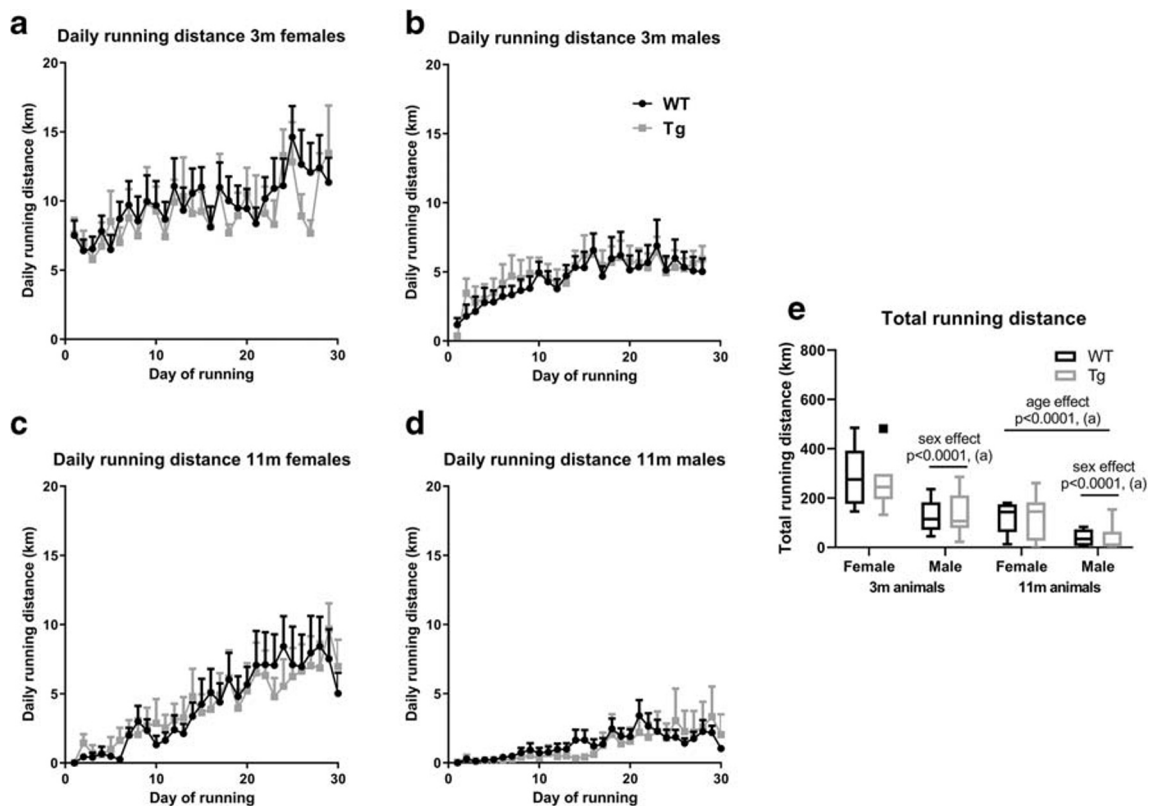 a
Daily running distance 3m females
Daily running distance (km)
20
15
10
5
0
0 10 20 30
Day of running
b
Daily running distance 3m males
Daily running distance (km)
20
15
10
5
0
WT
Tg
0 10 20 30
Day of running
c
Daily running distance 11m females
Daily running distance (km)
20
15
10
5
0
0 10 20 30
Day of running
d
Daily running distance 11m males
Daily running distance (km)
20
15
10
5
0
0 10 20 30
Day of running
e
Total running distance
Total running distance (km)
800
600
400
200
0
WT
Tg
age effect
p<0.0001, (a)
sex effect
p<0.0001, (a)
sex effect
p<0.0001, (a)
Female Male Female Male
3m animals 11m animals